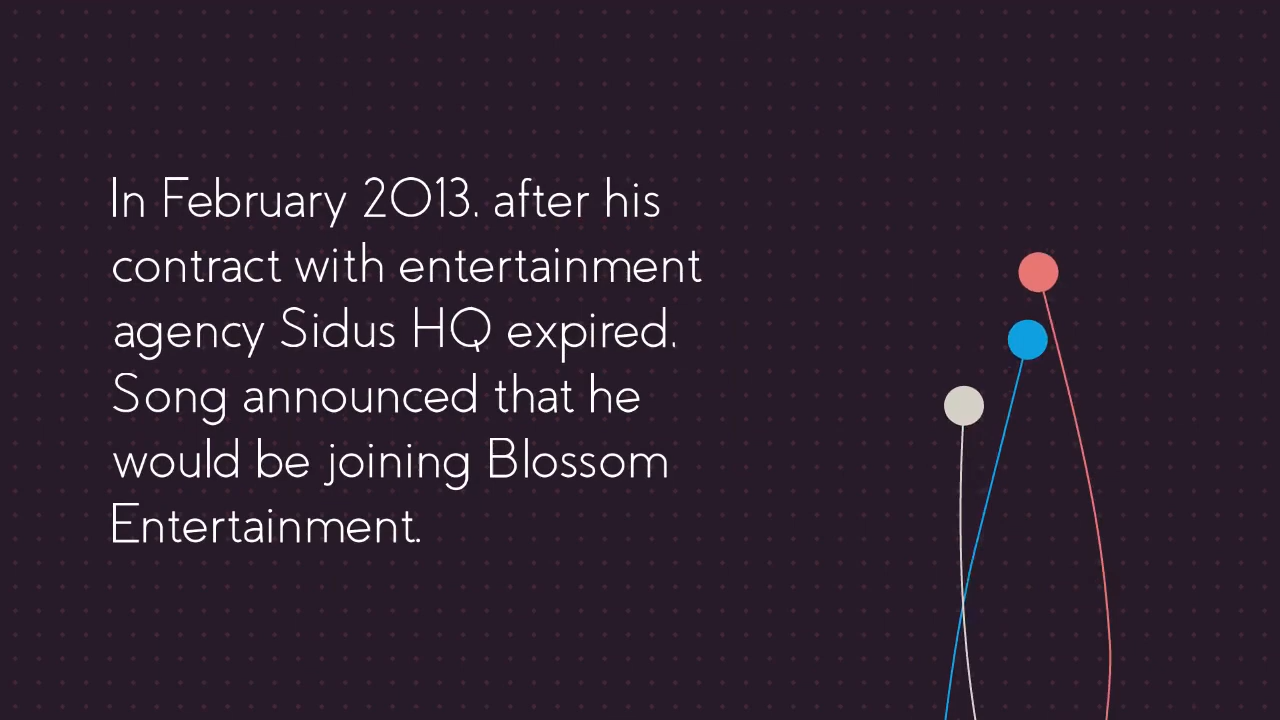 In February 2013, after his
contract with entertainment
agency Sidus HQ expired,
Song announced that he
would be joining Blossom
Entertainment.